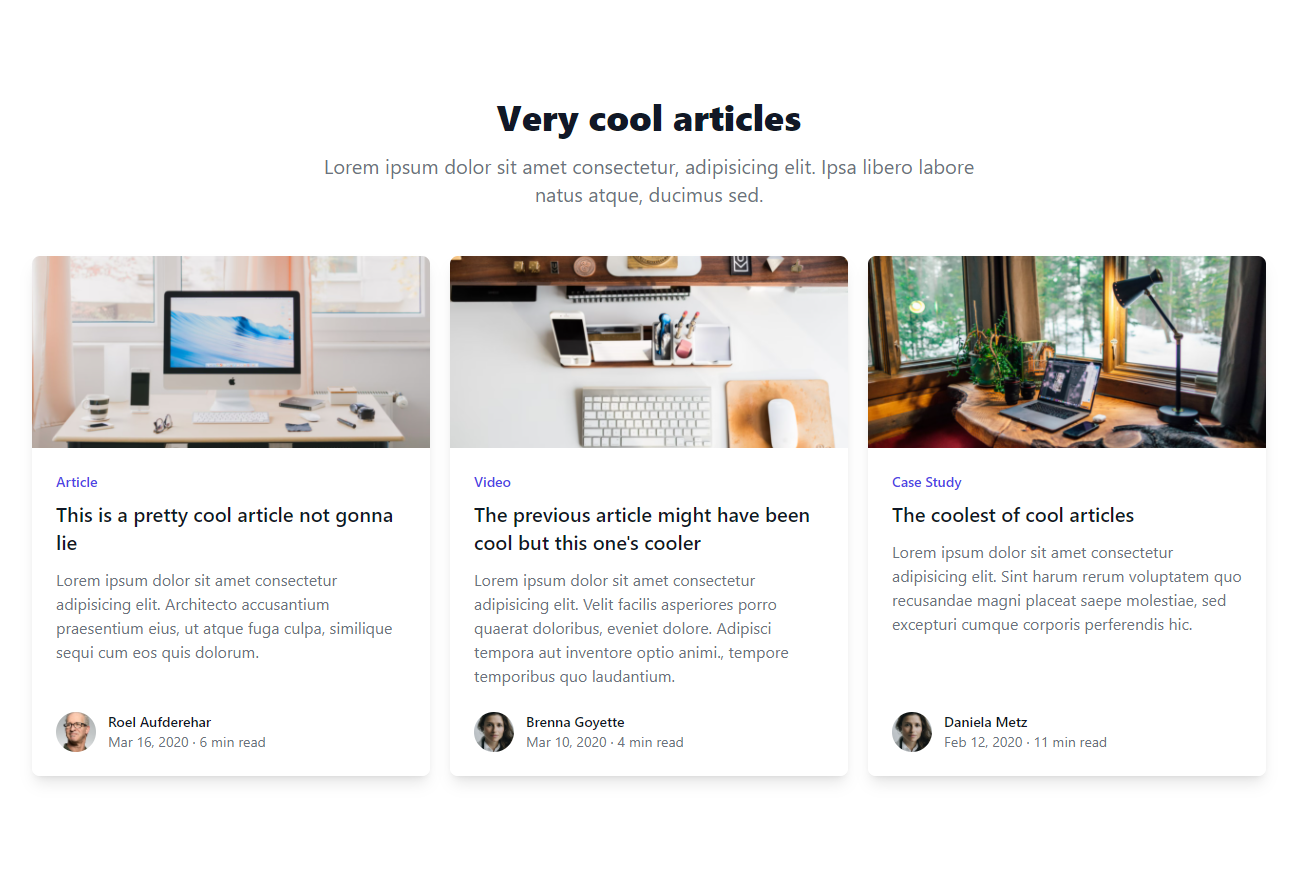 Very cool articles
Lorem ipsum dolor sit amet consectetur, adipisicing elit. Ipsa libero labore
natus atque, ducimus sed.
Article
This is a pretty cool article not gonna
lie
Lorem ipsum dolor sit amet consectetur
adipisicing elit. Architecto accusantium
praesentium eius, ut atque fuga culpa, similique
sequi cum eos quis dolorum.
Roel Aufderehar
Mar 16, 2020 · 6 min read
Video
The previous article might have been
cool but this one's cooler
Lorem ipsum dolor sit amet consectetur
adipisicing elit. Velit facilis asperiores porro
quaerat doloribus, eveniet dolore. Adipisci
tempora aut inventore optio animi., tempore
temporibus quo laudantium.
Brenna Goyette
Mar 10, 2020 · 4 min read
Case Study
The coolest of cool articles
Lorem ipsum dolor sit amet consectetur
adipisicing elit. Sint harum rerum voluptatem quo
recusandae magni placeat saepe molestiae, sed
excepturi cumque corporis perferendis hic.
Daniela Metz
Feb 12, 2020 · 11 min read